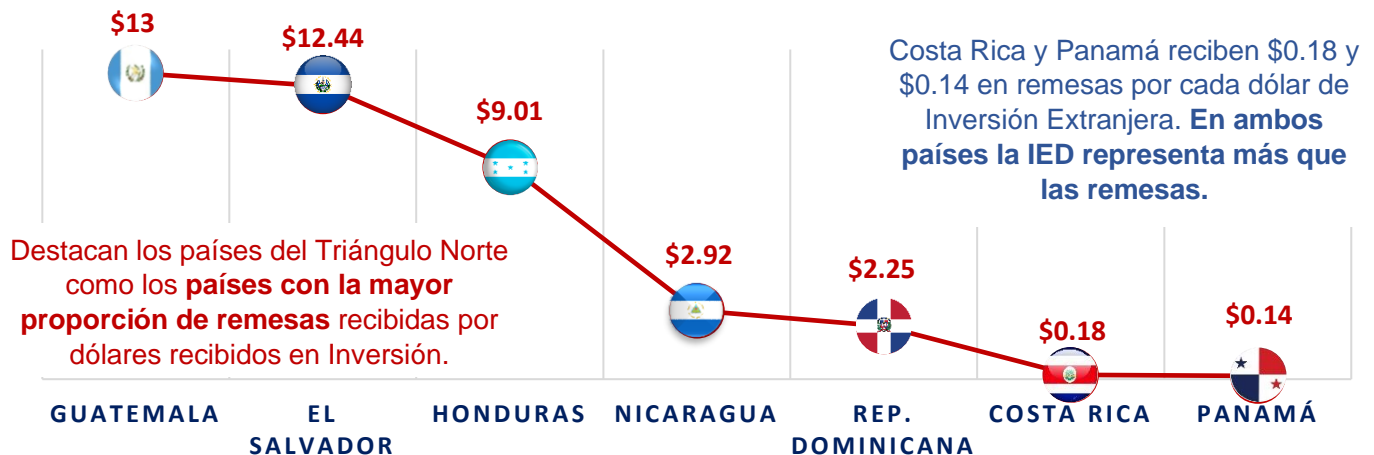 $13
$12.44
$9.01
$2.92
$2.25
$0.18
$0.14
Costa Rica y Panamá reciben $0.18 y
$0.14 en remesas por cada dólar de
Inversión Extranjera. En ambos
países la IED representa más que
las remesas.
Destacan los países del Triángulo Norte
como los países con la mayor
proporción de remesas recibidas por
dólares recibidos en Inversión.
GUATEMALA
EL
SALVADOR
HONDURAS
NICARAGUA
REP.
DOMINICANA
COSTA RICA
PANAMÁ